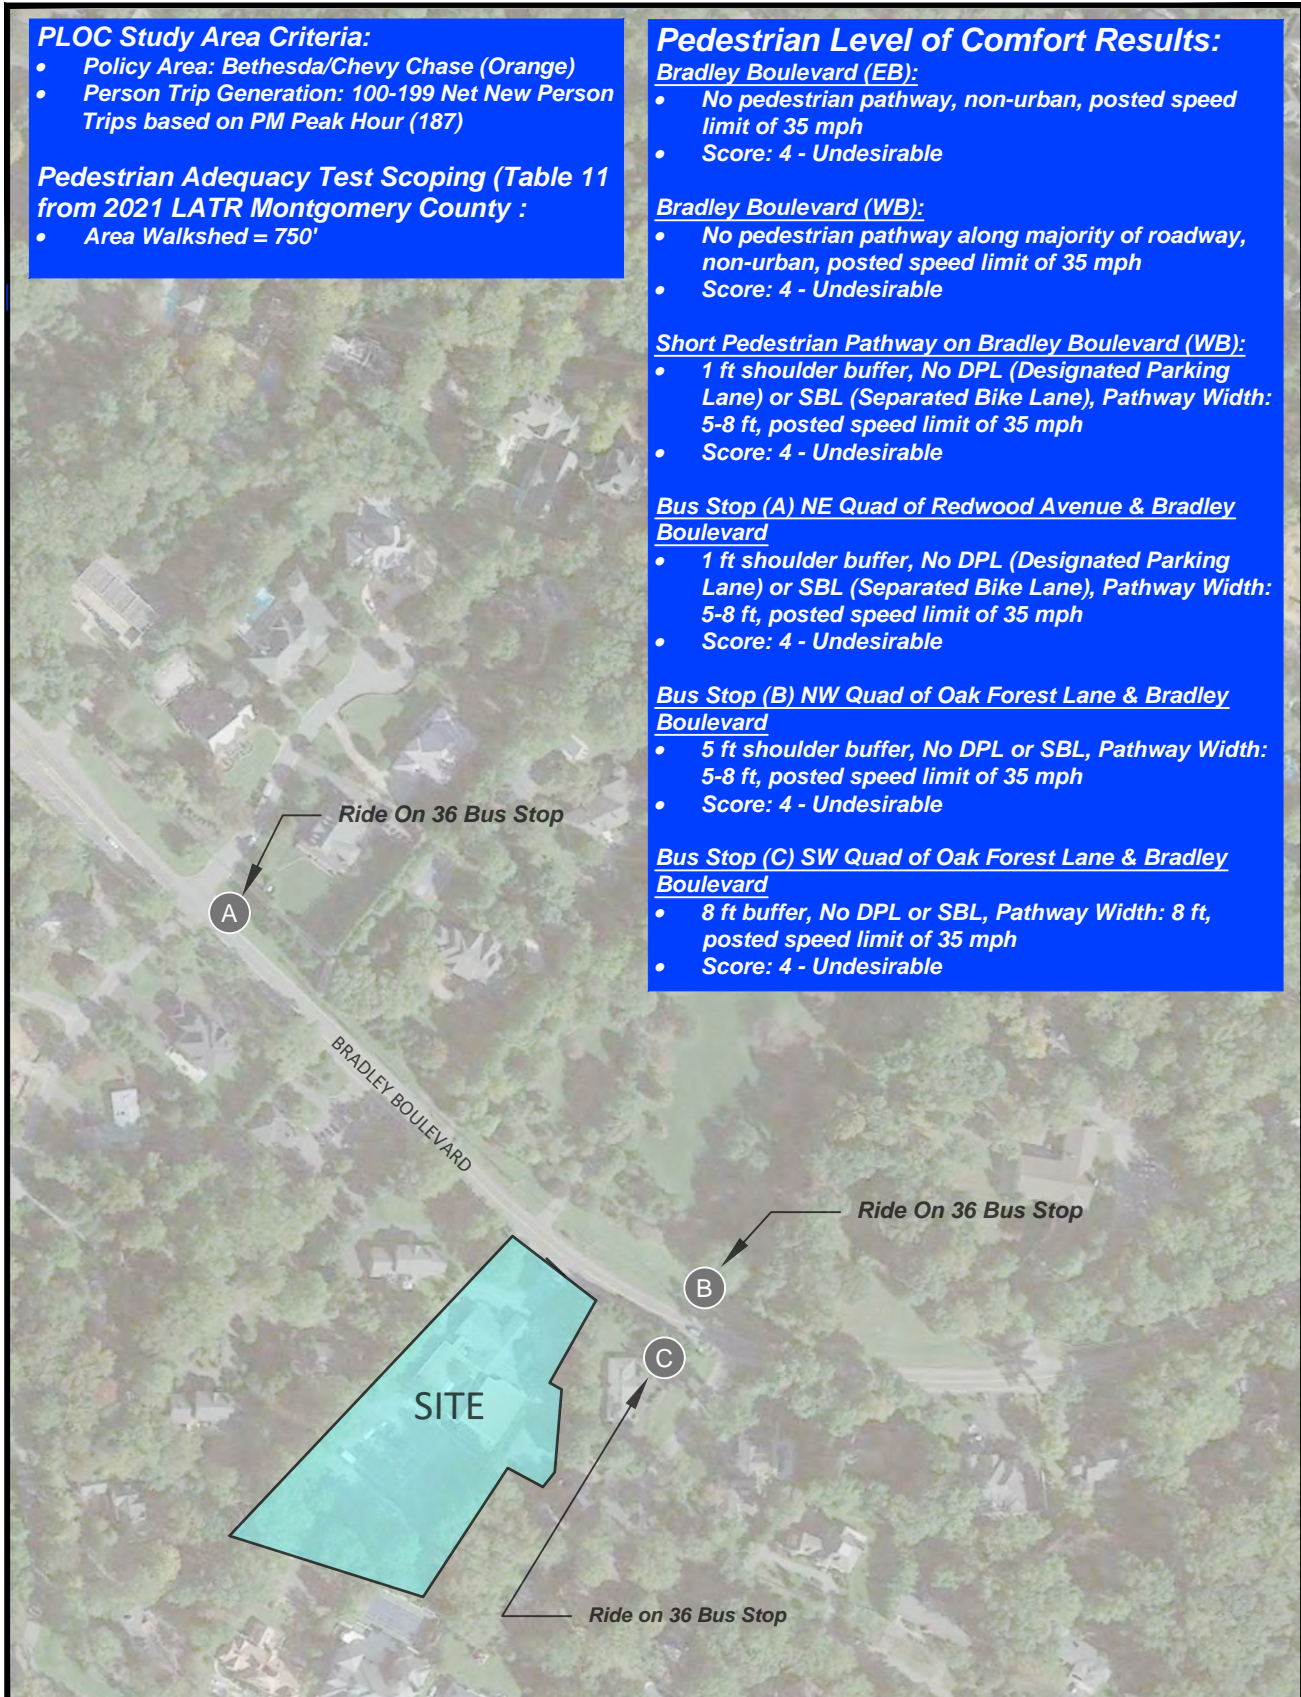 PLOC Study Area Criteria:
• Policy Area: Bethesda/Chevy Chase (Orange)
• Person Trip Generation: 100-199 Net New Person
Trips based on PM Peak Hour (187)
Pedestrian Adequacy Test Scoping (Table 11
from 2021 LATR Montgomery County :
• Area Walkshed = 750'
Pedestrian Level of Comfort Results:
Bradley Boulevard (EB):
• No pedestrian pathway, non-urban, posted speed
limit of 35 mph
• Score: 4 - Undesirable
Bradley Boulevard (WB):
• No pedestrian pathway along majority of roadway,
non-urban, posted speed limit of 35 mph
• Score: 4 - Undesirable
Short Pedestrian Pathway on Bradley Boulevard (WB):
• 1 ft shoulder buffer, No DPL (Designated Parking
Lane) or SBL (Separated Bike Lane), Pathway Width:
5-8 ft, posted speed limit of 35 mph
• Score: 4 - Undesirable
Bus Stop (A) NE Quad of Redwood Avenue & Bradley
Boulevard
• 1 ft shoulder buffer, No DPL (Designated Parking
Lane) or SBL (Separated Bike Lane), Pathway Width:
5-8 ft, posted speed limit of 35 mph
• Score: 4 - Undesirable
Bus Stop (B) NW Quad of Oak Forest Lane & Bradley
Boulevard
• 5 ft shoulder buffer, No DPL or SBL, Pathway Width:
5-8 ft, posted speed limit of 35 mph
• Score: 4 - Undesirable
Bus Stop (C) SW Quad of Oak Forest Lane & Bradley
Boulevard
• 8 ft buffer, No DPL or SBL, Pathway Width: 8 ft,
posted speed limit of 35 mph
• Score: 4 - Undesirable
Ride On 36 Bus Stop
A
BRADLEY BOULEVARD
Ride On 36 Bus Stop
B
C
SITE
Ride on 36 Bus Stop